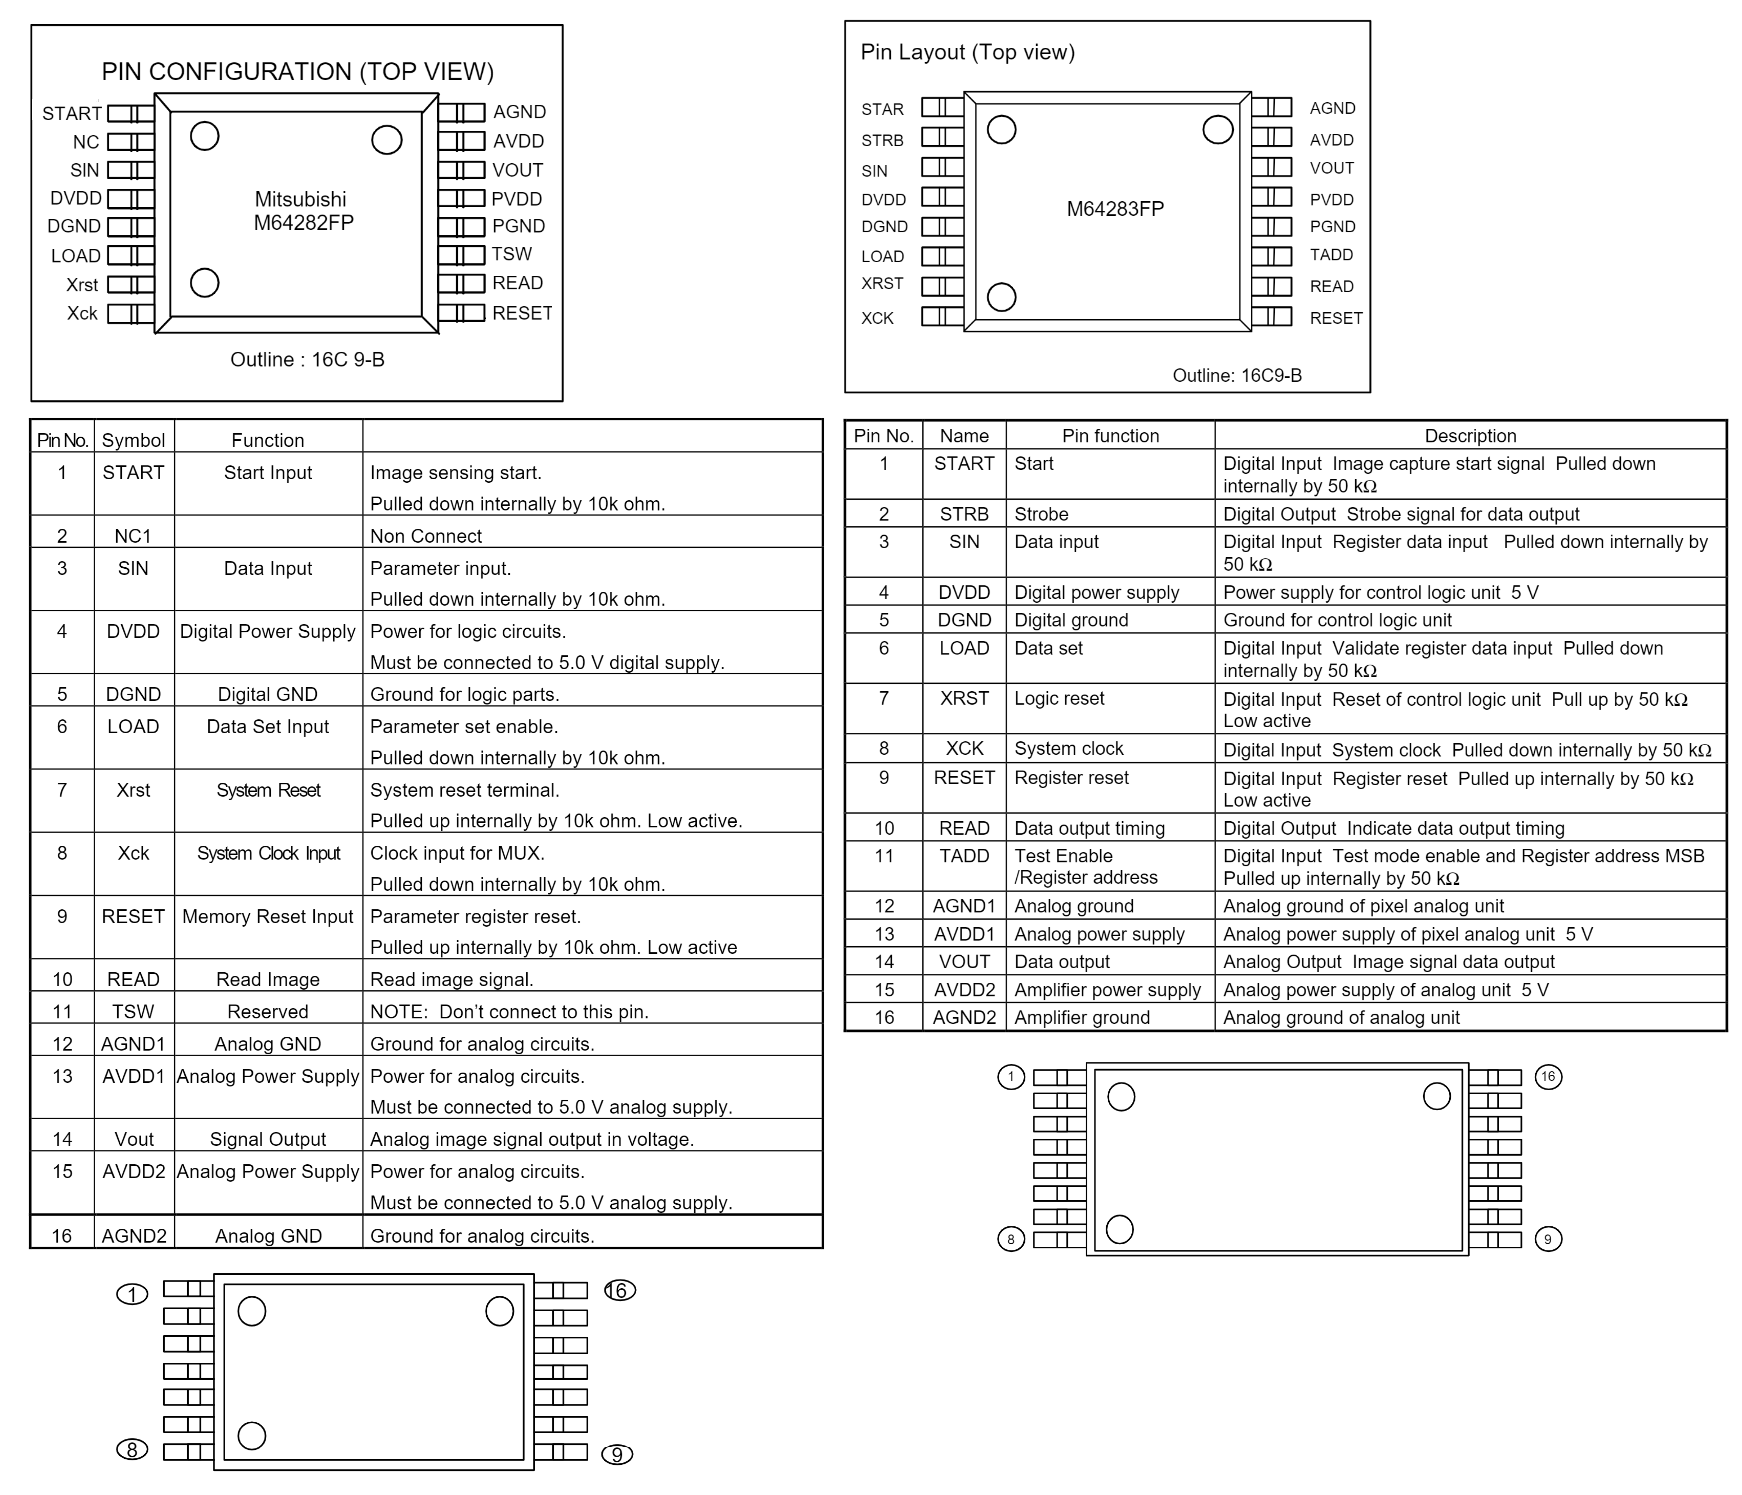 PIN CONFIGURATION (TOP VIEW)
START
NC
SIN
DVDD
DGND
LOAD
Xrst
Xck
Mitsubishi
M64282FP
AGND
AVDD
VOUT
PVDD
PGND
TSW
READ
RESET
Outline : 16C 9-B
Pin No. Symbol Function
1 START Start Input Image sensing start.
Pulled down internally by 10k ohm.
2 NC1 Non Connect
3 SIN Data Input Parameter input.
Pulled down internally by 10k ohm.
4 DVDD Digital Power Supply Power for logic circuits.
Must be connected to 5.0 V digital supply.
5 DGND Digital GND Ground for logic parts.
6 LOAD Data Set Input Parameter set enable.
Pulled down internally by 10k ohm.
7 Xrst System Reset System reset terminal.
Pulled up internally by 10k ohm. Low active.
8 Xck System Clock Input Clock input for MUX.
Pulled down internally by 10k ohm.
9 RESET Memory Reset Input Parameter register reset.
Pulled up internally by 10k ohm. Low active
10 READ Read Image Read image signal.
11 TSW Reserved NOTE: Don't connect to this pin.
12 AGND1 Analog GND Ground for analog circuits.
13 AVDD1 Analog Power Supply Power for analog circuits.
Must be connected to 5.0 V analog supply.
14 Vout Signal Output Analog image signal output in voltage.
15 AVDD2 Analog Power Supply Power for analog circuits.
Must be connected to 5.0 V analog supply.
16 AGND2 Analog GND Ground for analog circuits.
1
16
8
9
Pin Layout (Top view)
STAR
STRB
SIN
DVDD
DGND
LOAD
XRST
XCK
M64283FP
AGND
AVDD
VOUT
PVDD
PGND
TADD
READ
RESET
Outline: 16C9-B
Pin No. Name Pin function Description
1 START Start Digital Input Image capture start signal Pulled down
internally by 50 kΩ
2 STRB Strobe Digital Output Strobe signal for data output
3 SIN Data input Digital Input Register data input Pulled down internally by
50 kΩ
4 DVDD Digital power supply Power supply for control logic unit 5 V
5 DGND Digital ground Ground for control logic unit
6 LOAD Data set Digital Input Validate register data input Pulled down
internally by 50 kΩ
7 XRST Logic reset Digital Input Reset of control logic unit Pull up by 50 kΩ
Low active
8 XCK System clock Digital Input System clock Pulled down internally by 50 kΩ
9 RESET Register reset Digital Input Register reset Pulled up internally by 50 kΩ
Low active
10 READ Data output timing Digital Output Indicate data output timing
11 TADD Test Enable Digital Input Test mode enable and Register address MSB
/Register address Pulled up internally by 50 kΩ
12 AGND1 Analog ground Analog ground of pixel analog unit
13 AVDD1 Analog power supply Analog power supply of pixel analog unit 5 V
14 VOUT Data output Analog Output Image signal data output
15 AVDD2 Amplifier power supply Analog power supply of analog unit 5 V
16 AGND2 Amplifier ground Analog ground of analog unit
1
16
8
9